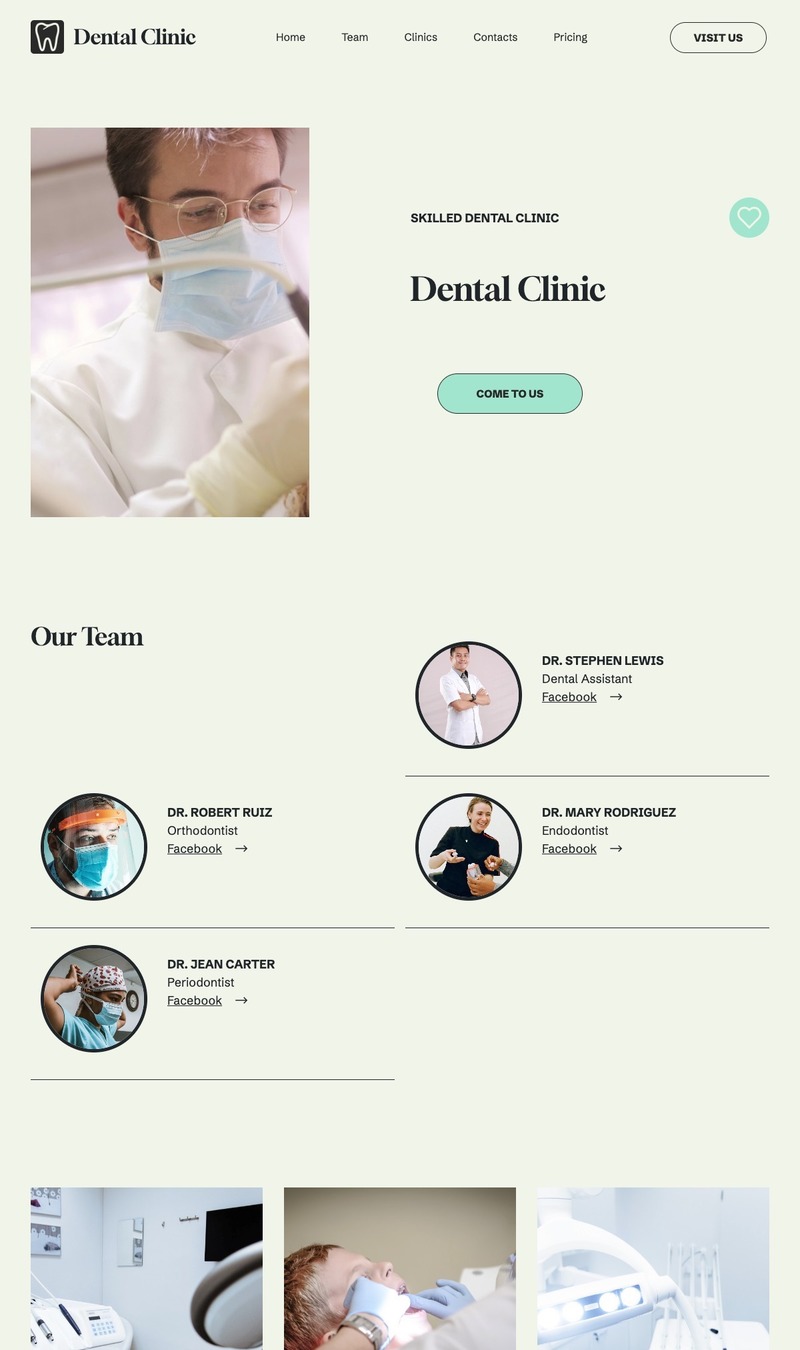 Dental Clinic
Home
Team
Clinics
Contacts
Pricing
VISIT US
SKILLED DENTAL CLINIC
Dental Clinic
COME TO US
Our Team
DR. STEPHEN LEWIS
Dental Assistant
Facebook →
DR. ROBERT RUIZ
Orthodontist
Facebook →
DR. MARY RODRIGUEZ
Endodontist
Facebook →
DR. JEAN CARTER
Periodontist
Facebook →